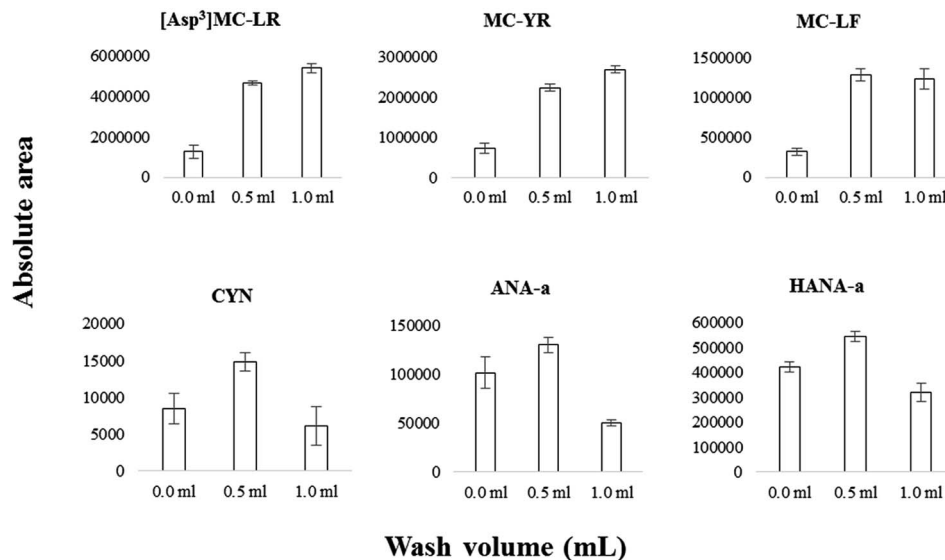 Absolute area
[Asp³]MC-LR
6000000
4000000
2000000
0
0.0 ml 0.5 ml 1.0 ml
MC-YR
3000000
2000000
1000000
0
0.0 ml 0.5 ml 1.0 ml
MC-LF
1500000
1000000
500000
0
0.0 ml 0.5 ml 1.0 ml
CYN
20000
15000
10000
5000
0
0.0 ml 0.5 ml 1.0 ml
ANA-a
150000
100000
50000
0
0.0 ml 0.5 ml 1.0 ml
HANA-a
600000
500000
400000
300000
200000
100000
0
0.0 ml 0.5 ml 1.0 ml
Wash volume (mL)